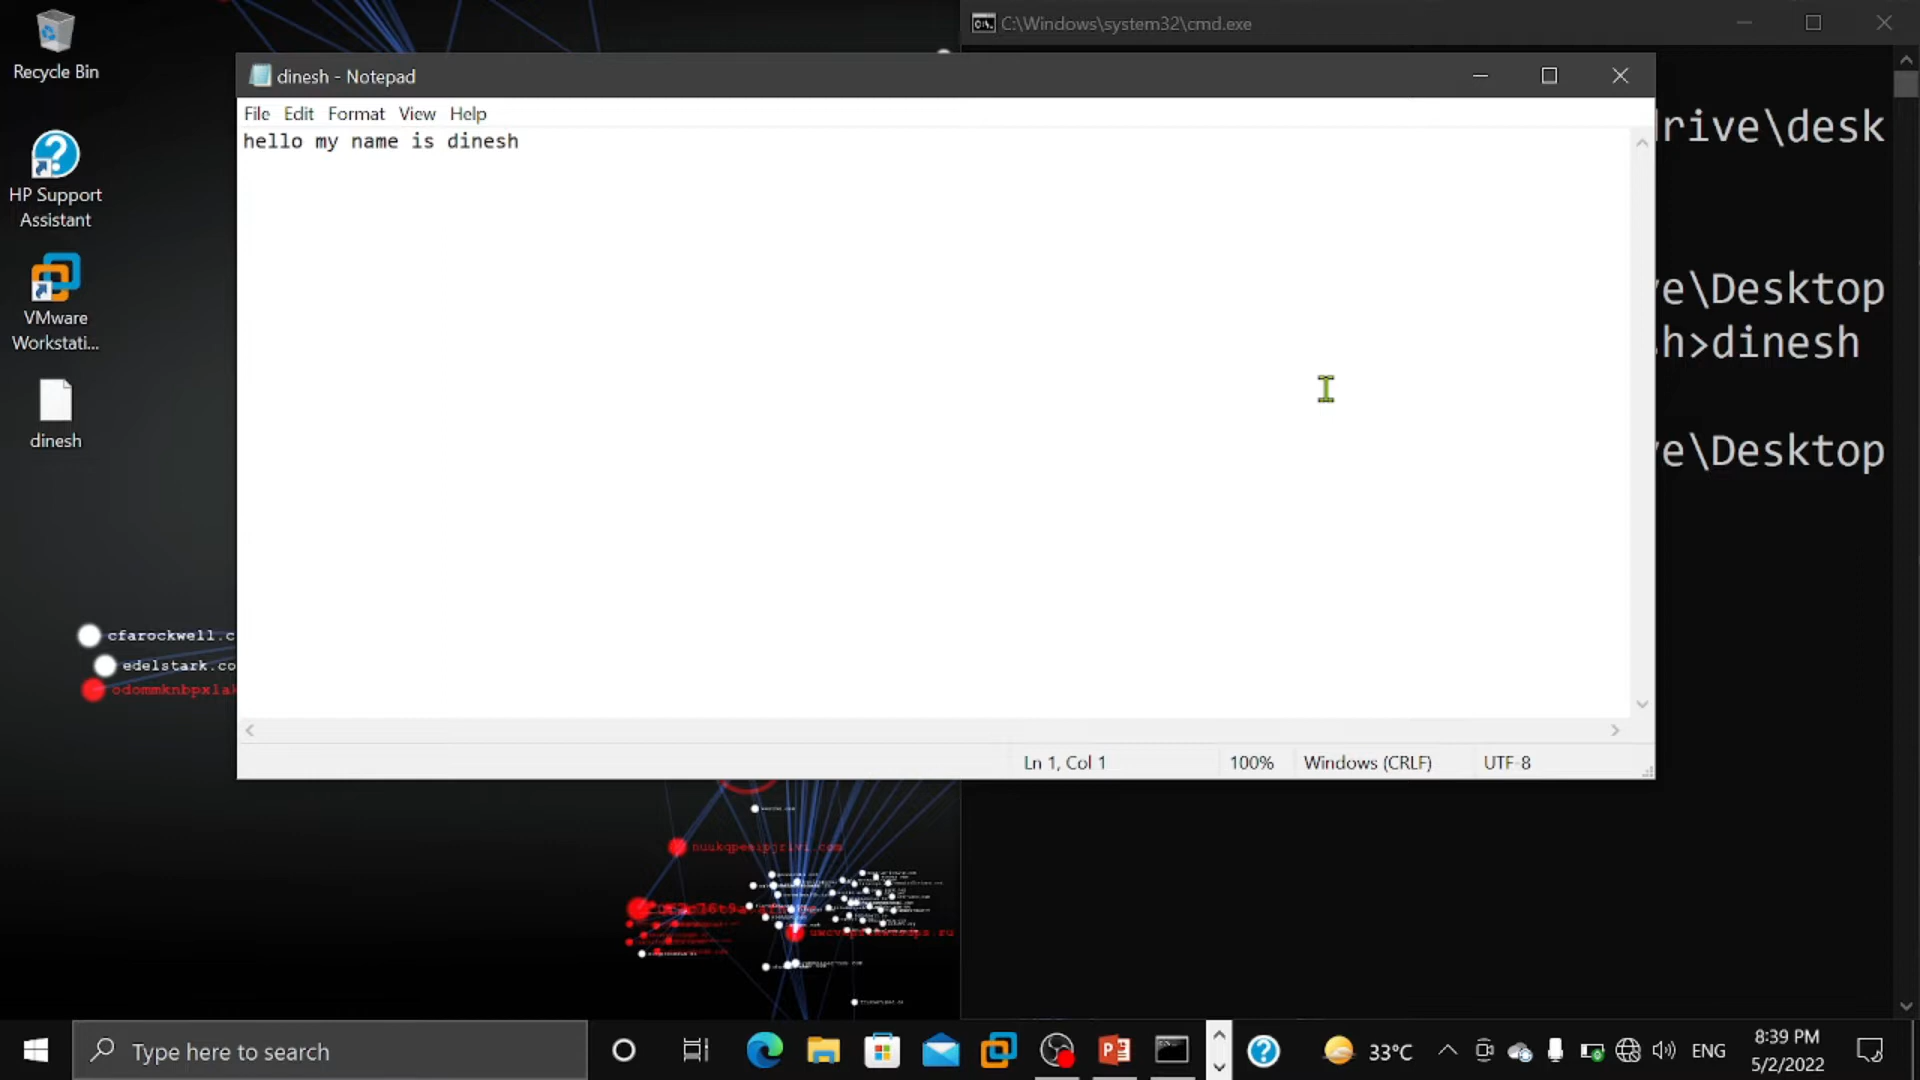 Recycle Bin
HP Support
Assistant
VMware
Workstati...
dinesh
C:\Windows\system32\cmd.exe
rive\desk
e\Desktop
h>dinesh
e\Desktop
dinesh - Notepad
File Edit Format View Help
hello my name is dinesh
Ln 1, Col 1
100%
Windows (CRLF)
UTF-8
cfarockwell.c
edelstark.co
odommknbpxlak
Type here to search
33°C
ENG
8:39 PM
5/2/2022